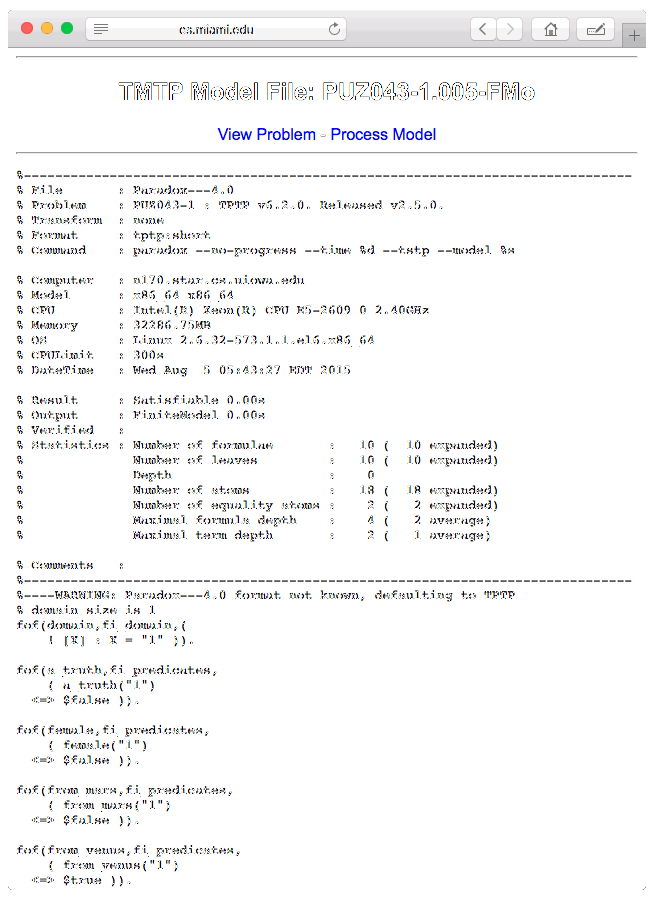 cs.miami.edu
TMTP Model File: PUZ043-1.005-FMo
View Problem - Process Model
%------------------------------------------------------------------------------
% File : Paradox---4.0
% Problem : PUZ043-1 : TPTP v6.2.0. Released v2.5.0.
% Transform : none
% Format : tptp:short
% Command : paradox --no-progress --time %d --tstp --model %s
% Computer : n170.star.cs.uiowa.edu
% Model : x86_64 x86_64
% CPU : Intel(R) Xeon(R) CPU E5-2609 0 2.40GHz
% Memory : 32286.75MB
% OS : Linux 2.6.32-573.1.1.el6.x86_64
% CPULimit : 300s
% DateTime : Wed Aug 5 05:43:27 EDT 2015
% Result : Satisfiable 0.00s
% Output : FiniteModel 0.00s
% Verified :
% Statistics : Number of formulae : 10 ( 10 expanded)
% Number of leaves : 10 ( 10 expanded)
% Depth : 0
% Number of atoms : 18 ( 18 expanded)
% Number of equality atoms : 2 ( 2 expanded)
% Maximal formula depth : 4 ( 2 average)
% Maximal term depth : 2 ( 1 average)
% Comments :
%------------------------------------------------------------------------------
%----WARNING: Paradox---4.0 format not known, defaulting to TPTP
% domain size is 1
fof(domain,fi_domain,(
! [X] : X = "1" )).
fof(a_truth,fi_predicates,
( a_truth("1")
<=> $false )).
fof(female,fi_predicates,
( female("1")
<=> $false )).
fof(from_mars,fi_predicates,
( from_mars("1")
<=> $false )).
fof(from_venus,fi_predicates,
( from_venus("1")
<=> $true )).